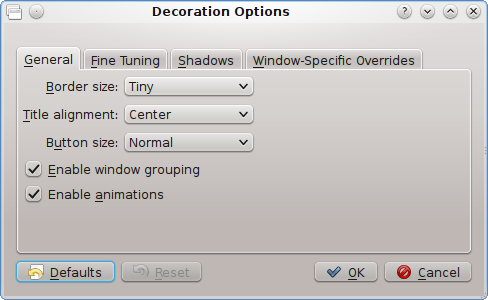 Decoration Options
General Fine Tuning Shadows Window-Specific Overrides
Border size: Tiny
Title alignment: Center
Button size: Normal
Enable window grouping
Enable animations
Defaults Reset OK Cancel